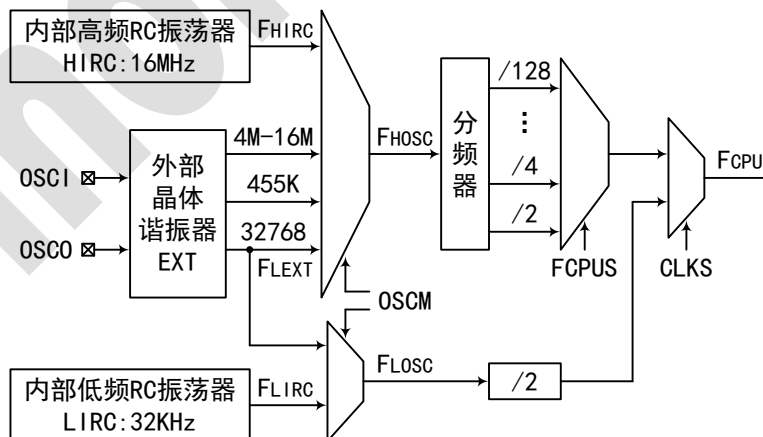 内部高频RC振荡器
HIRC:16MHz
FHIRC
外部
晶体
谐振器
EXT
OSCI
OSCO
4M-16M
455K
32768
FLEXT
FHOSC
OSCM
分
频
器
/128
⋮
/4
/2
FCPUS
CLKS
FCPU
内部低频RC振荡器
LIRC:32KHz
FLIRC
FLOSC
/2